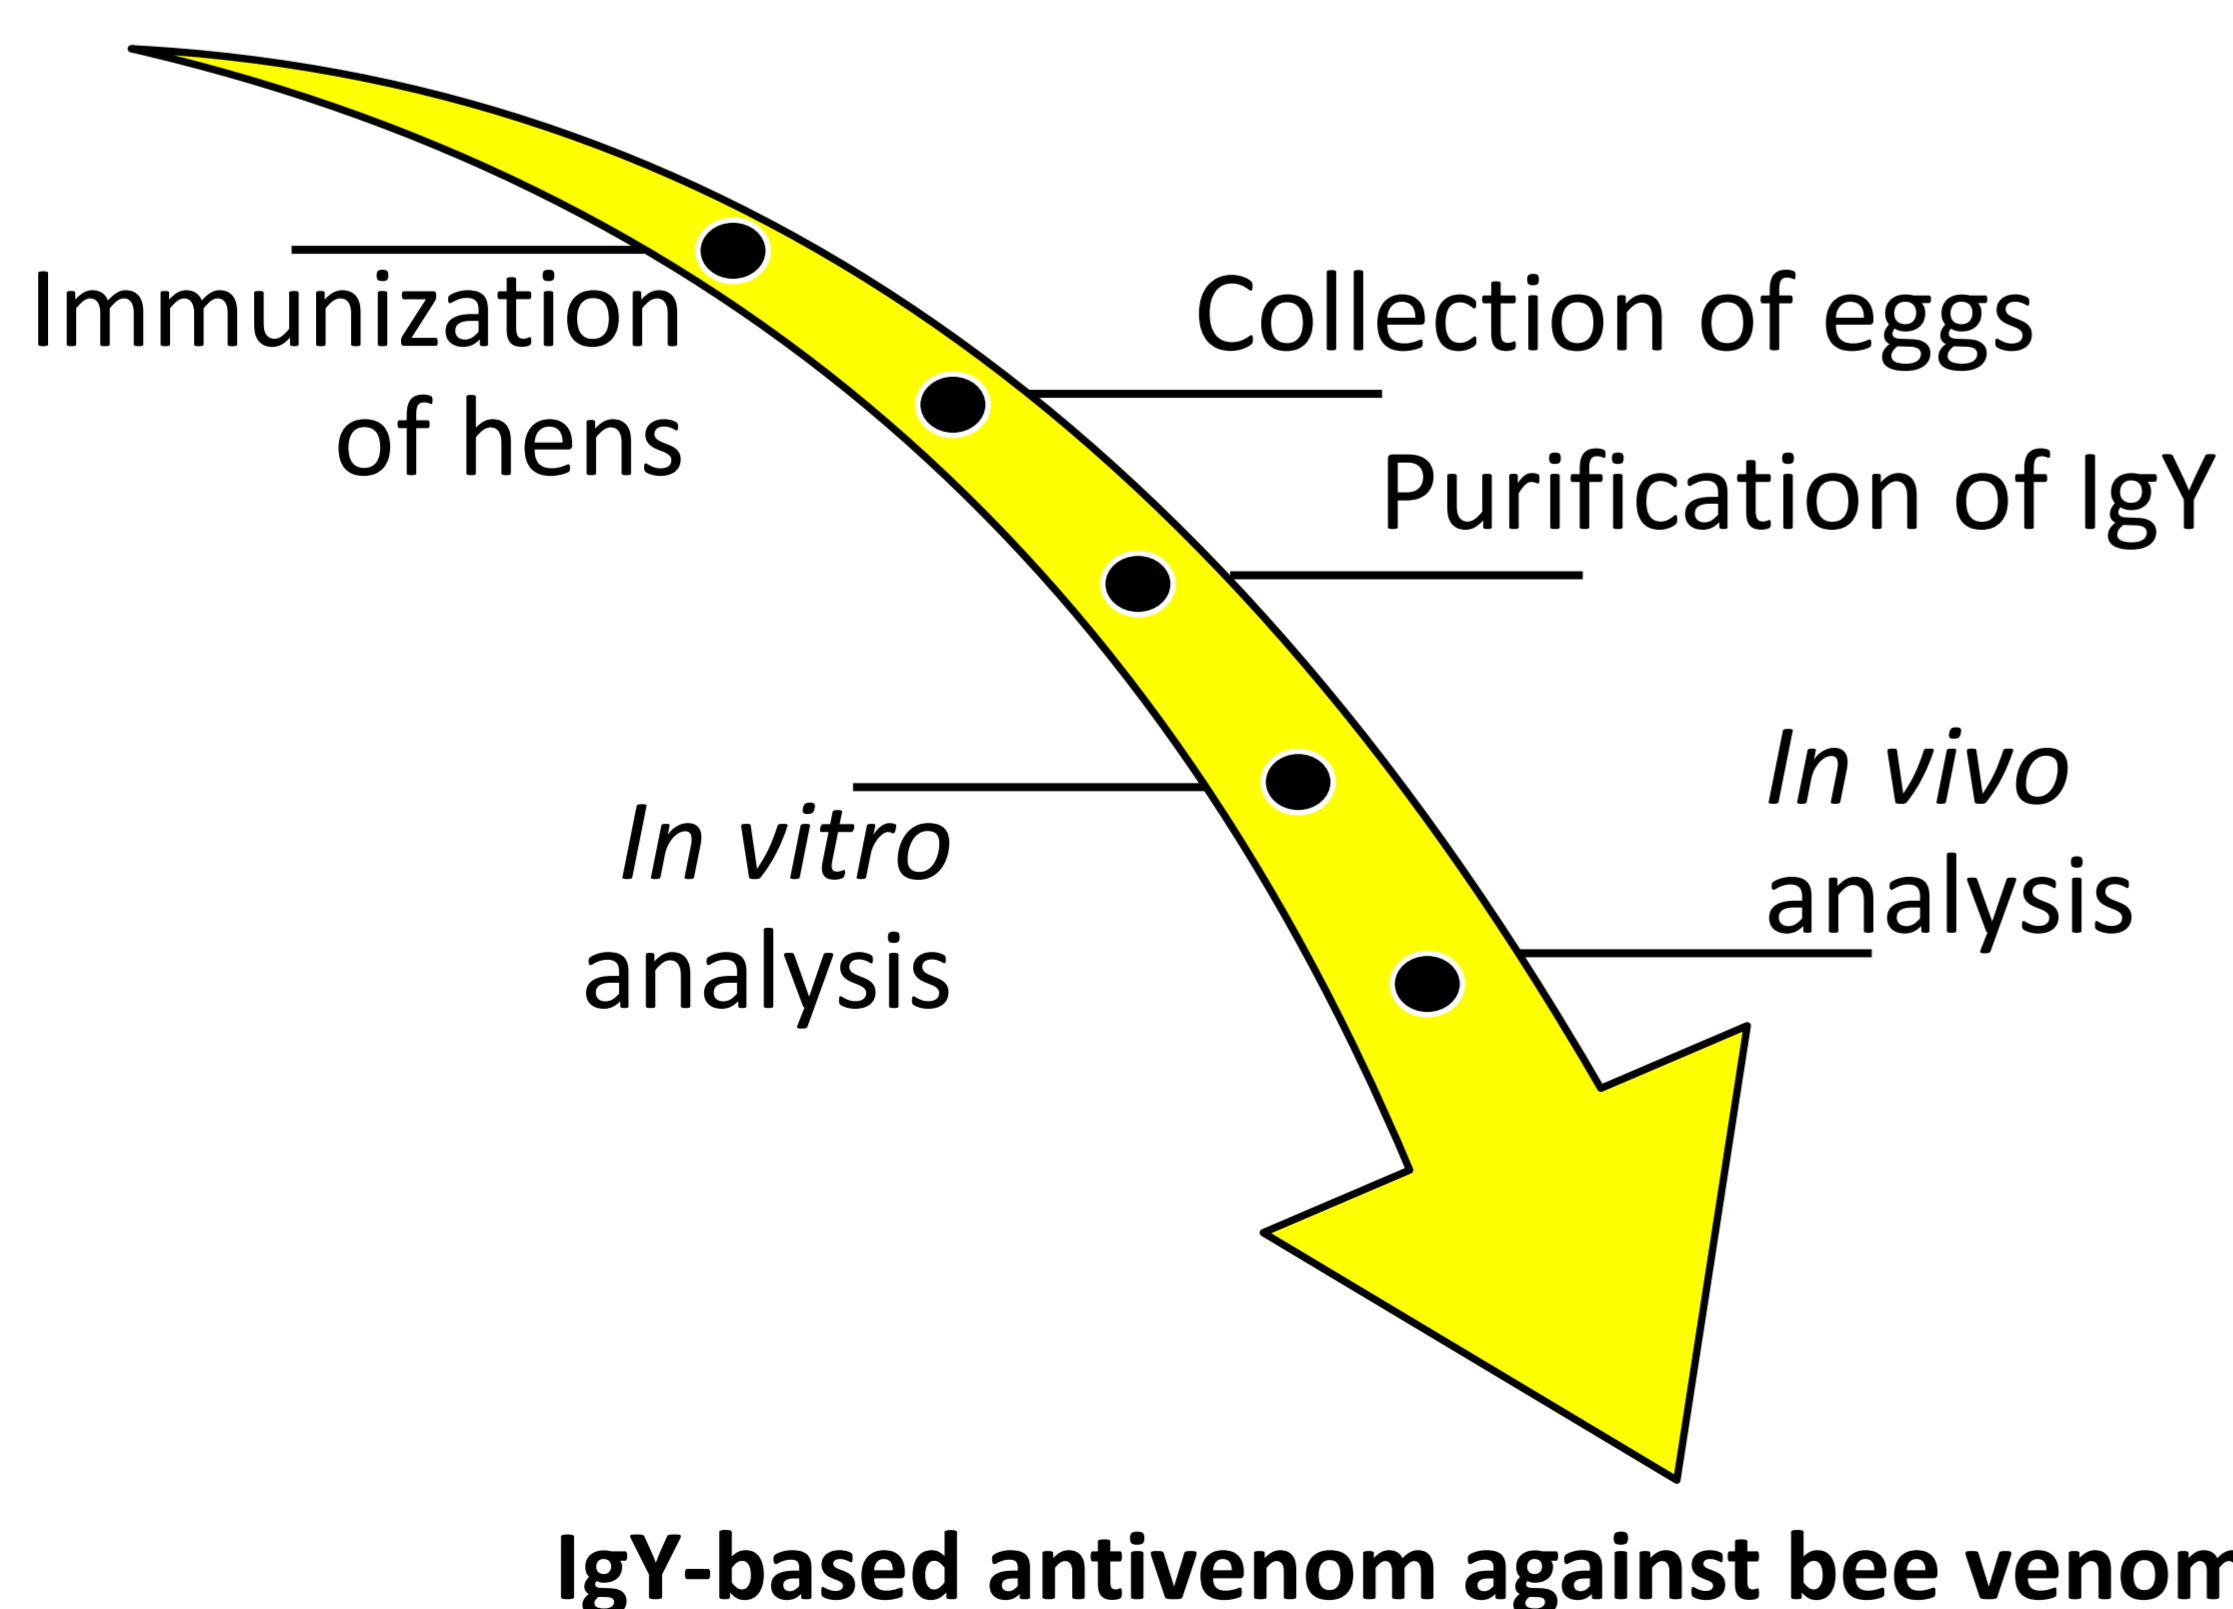 Immunization
of hens
Collection of eggs
Purification of IgY
In vitro
analysis
In vivo
analysis
IgY-based antivenom against bee venom